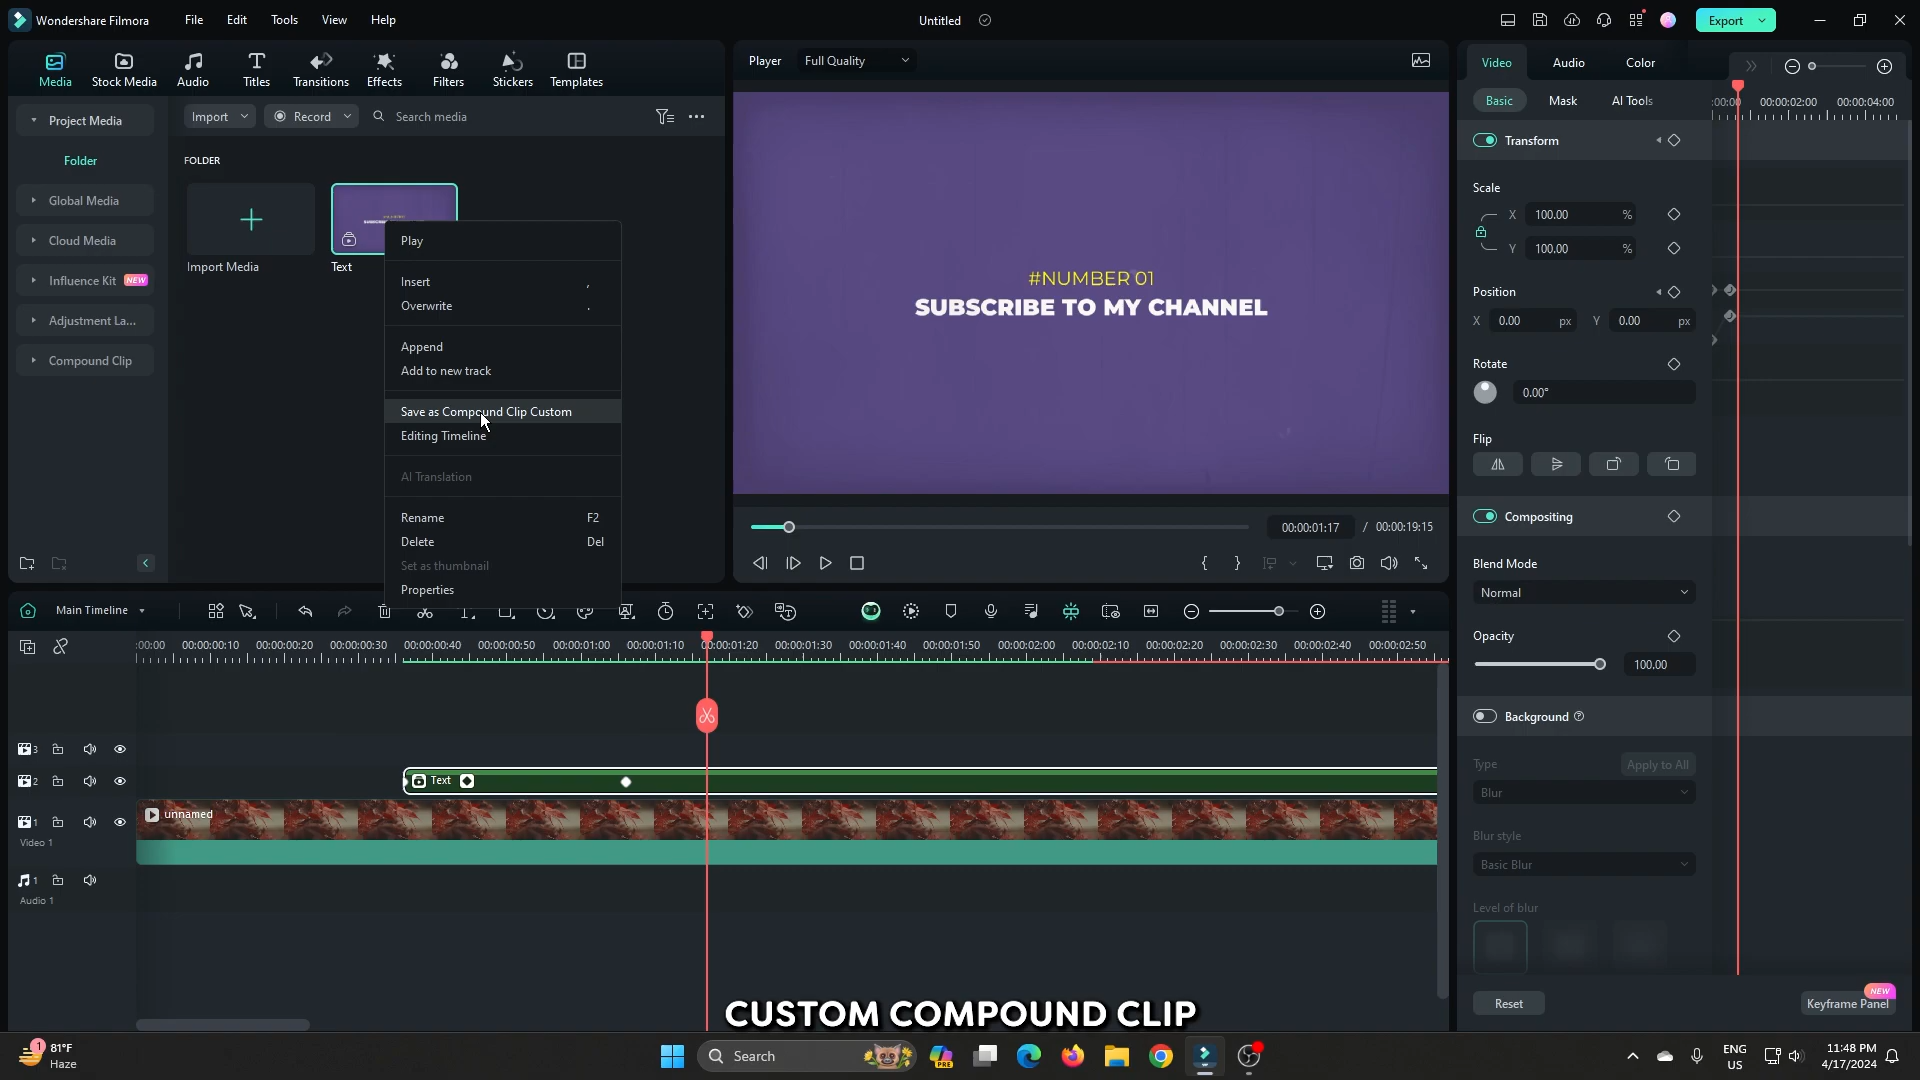 Wondershare Filmora
File
Edit
Tools
View
Help
Untitled
Export
Media
Stock Media
Audio
Titles
Transitions
Effects
Filters
Stickers
Templates
Player
Full Quality
Video
Audio
Color
Project Media
Folder
Global Media
Cloud Media
Influence Kit NEW
Adjustment La...
Compound Clip
Import
Record
Search media
FOLDER
Import Media
Text
Play
Insert ,
Overwrite .
Append
Add to new track
Save as Compound Clip Custom
Editing Timeline
AI Translation
Rename F2
Delete Del
Set as thumbnail
Properties
#NUMBER 01
SUBSCRIBE TO MY CHANNEL
00:00:01:17 / 00:00:19:15
Basic
Mask
AI Tools
:00:00 00:00:02:00 00:00:04:00
Transform
Scale
X 100.00 %
Y 100.00 %
Position
X 0.00 px Y 0.00 px
Rotate
0.00°
Flip
Compositing
Blend Mode
Normal
Opacity
100.00
Background
Type
Apply to All
Blur
Blur style
Basic Blur
Level of blur
Reset
Keyframe Panel
NEW
Main Timeline
:00:00 00:00:00:10 00:00:00:20 00:00:00:30 00:00:00:40 00:00:00:50 00:00:01:00 00:00:01:10 00:00:01:20 00:00:01:30 00:00:01:40 00:00:01:50 00:00:02:00 00:00:02:10 00:00:02:20 00:00:02:30 00:00:02:40 00:00:02:50
3
2
Text
1
unnamed
Video 1
1
Audio 1
CUSTOM COMPOUND CLIP
1
81°F
Haze
Search
PRE
ENG
US
11:48 PM
4/17/2024